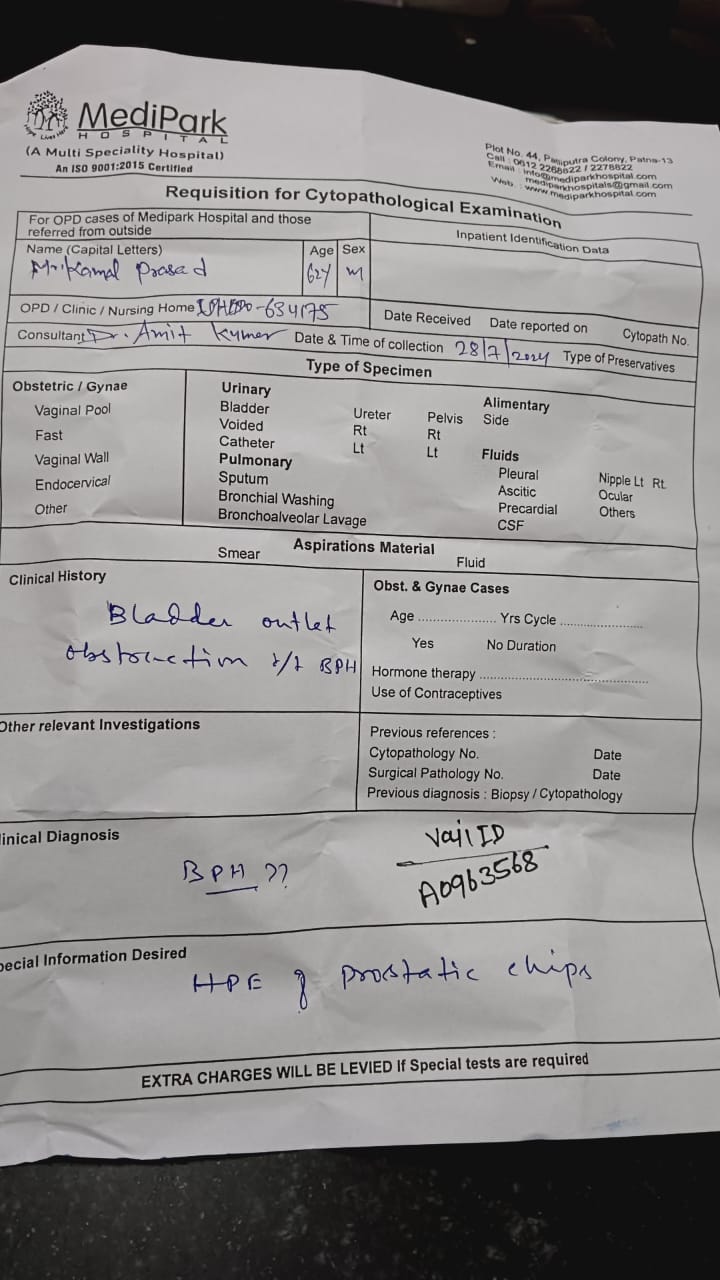 MediPark
HOSPITAL
(A Multi Speciality Hospital)
An ISO 9001:2015 Certified
Plot No. 44, Patliputra Colony, Patna-13
Call : 0612 2268822 / 2278822
Email : info@mediparkhospital.com
mediparkhospitals@gmail.com
Web. : www.mediparkhospital.com
Requisition for Cytopathological Examination
For OPD cases of Medipark Hospital and those
referred from outside
Inpatient Identification Data
Name (Capital Letters) Age Sex
Mr. Kamal Prasad 62y M
OPD / Clinic / Nursing Home -634175
Date Received Date reported on Cytopath No.
Consultant Dr. Amit Kumar Date & Time of collection 28/7/2024 Type of Preservatives
Type of Specimen
Obstetric / Gynae
Vaginal Pool
Fast
Vaginal Wall
Endocervical
Other
Urinary
Bladder Ureter Pelvis
Voided Rt Rt
Catheter Lt Lt
Pulmonary
Sputum
Bronchial Washing
Bronchoalveolar Lavage
Alimentary
Side
Fluids
Pleural Nipple Lt Rt.
Ascitic Ocular
Precardial Others
CSF
Aspirations Material
Smear Fluid
Clinical History
Bladder outlet
obstruction BPH
Obst. & Gynae Cases
Age .................... Yrs Cycle .....................
Yes No Duration
Hormone therapy ...........................................
Use of Contraceptives
Other relevant Investigations
Previous references :
Cytopathology No. Date
Surgical Pathology No. Date
Previous diagnosis : Biopsy / Cytopathology
linical Diagnosis
BPH ??
ID
A0963568
pecial Information Desired
HPE of prostatic chips
EXTRA CHARGES WILL BE LEVIED If Special tests are required